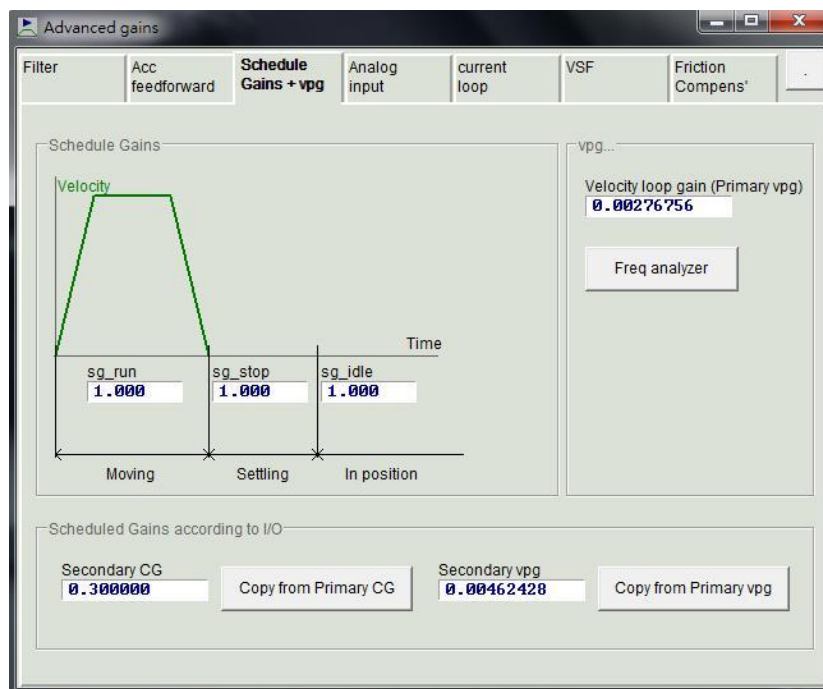 Advanced gains
Filter
Acc
feedforward
Schedule
Gains + vpg
Analog
input
current
loop
VSF
Friction
Compens'
.
Schedule Gains
Velocity
Time
sg_run
1.000
sg_stop
1.000
sg_idle
1.000
Moving
Settling
In position
vpg...
Velocity loop gain (Primary vpg)
0.00276756
Freq analyzer
Scheduled Gains according to I/O
Secondary CG
0.300000
Copy from Primary CG
Secondary vpg
0.00462428
Copy from Primary vpg